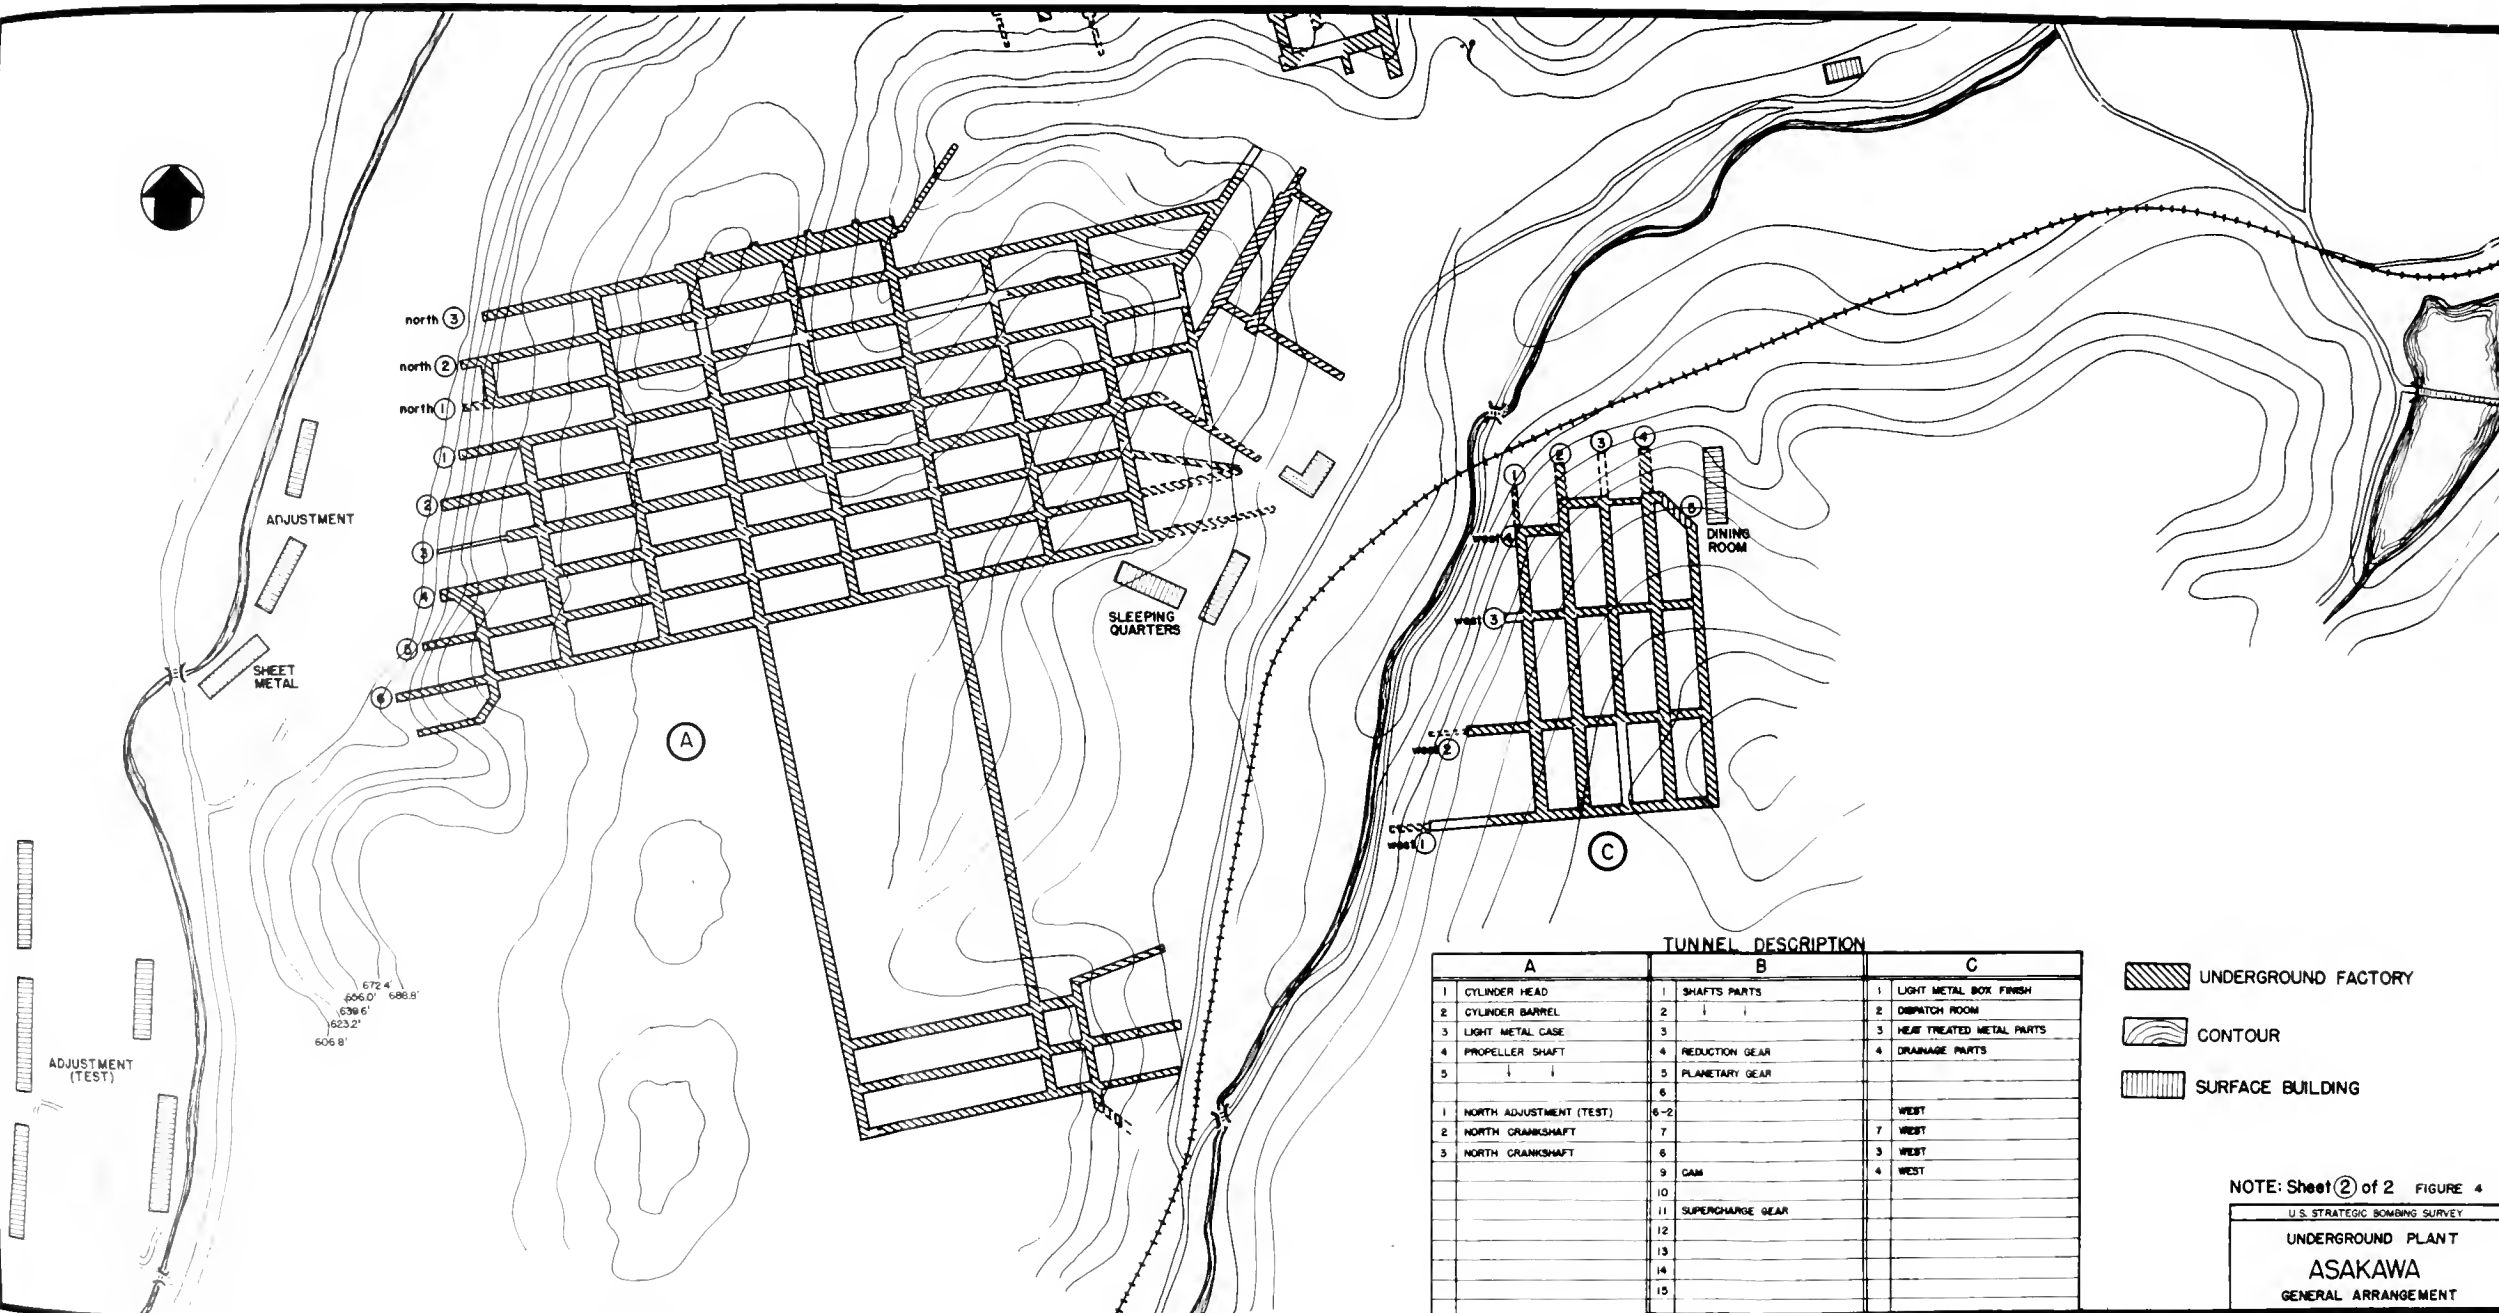 north 3
north 2
north 1
1
2
3
4
5
6
ADJUSTMENT
SHEET
METAL
A
SLEEPING
QUARTERS
1
2
3
4
5
DINING
ROOM
west 4
west 3
west 2
west 1
C
672.4'
656.0' 688.8'
639.6'
623.2'
606.8'
ADJUSTMENT
(TEST)
TUNNEL DESCRIPTION
A B C
1 CYLINDER HEAD 1 SHAFTS PARTS 1 LIGHT METAL BOX FINISH
2 CYLINDER BARREL 2 ↓ ↓ 2 DISPATCH ROOM
3 LIGHT METAL CASE 3 3 HEAT TREATED METAL PARTS
4 PROPELLER SHAFT 4 REDUCTION GEAR 4 DRAINAGE PARTS
5 ↓ ↓ 5 PLANETARY GEAR
6
1 NORTH ADJUSTMENT (TEST) 6-2 WEST
2 NORTH CRANKSHAFT 7 7 WEST
3 NORTH CRANKSHAFT 6 3 WEST
9 CAM 4 WEST
10
11 SUPERCHARGE GEAR
12
13
14
15
UNDERGROUND FACTORY
CONTOUR
SURFACE BUILDING
NOTE: Sheet 2 of 2 FIGURE 4
U.S. STRATEGIC BOMBING SURVEY
UNDERGROUND PLANT
ASAKAWA
GENERAL ARRANGEMENT